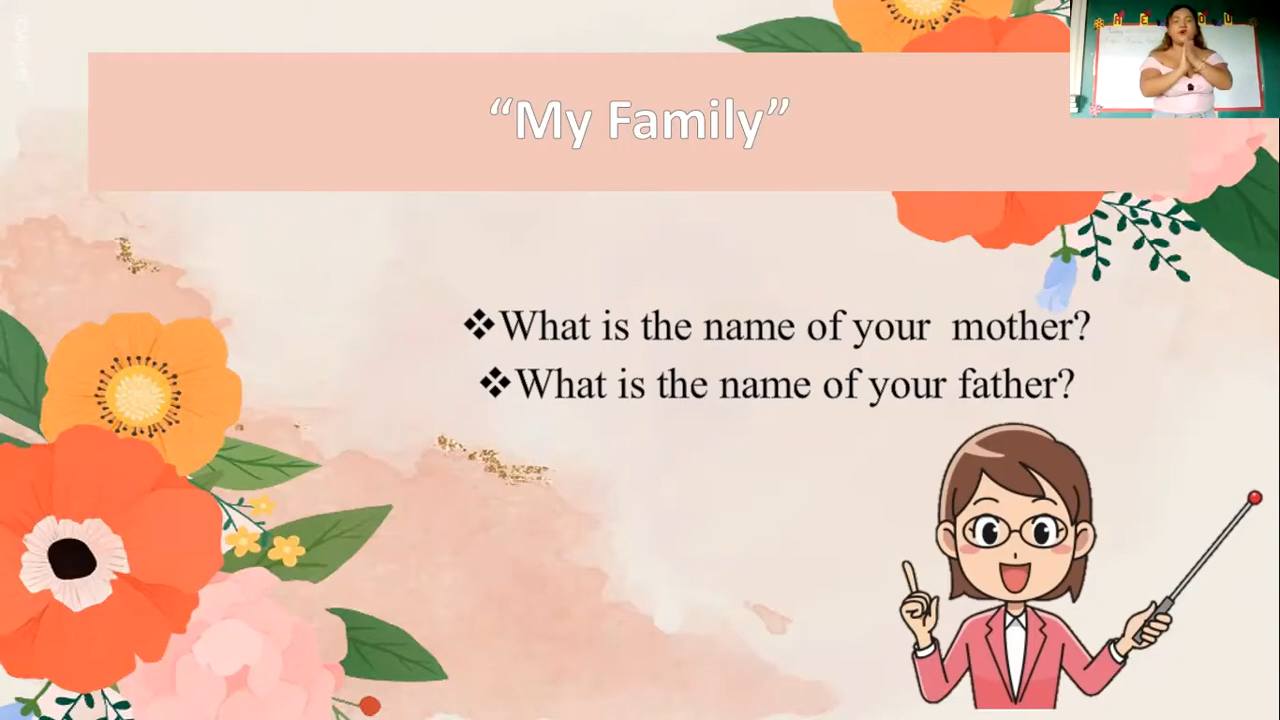 “My Family”
❖What is the name of your  mother?
❖What is the name of your father?